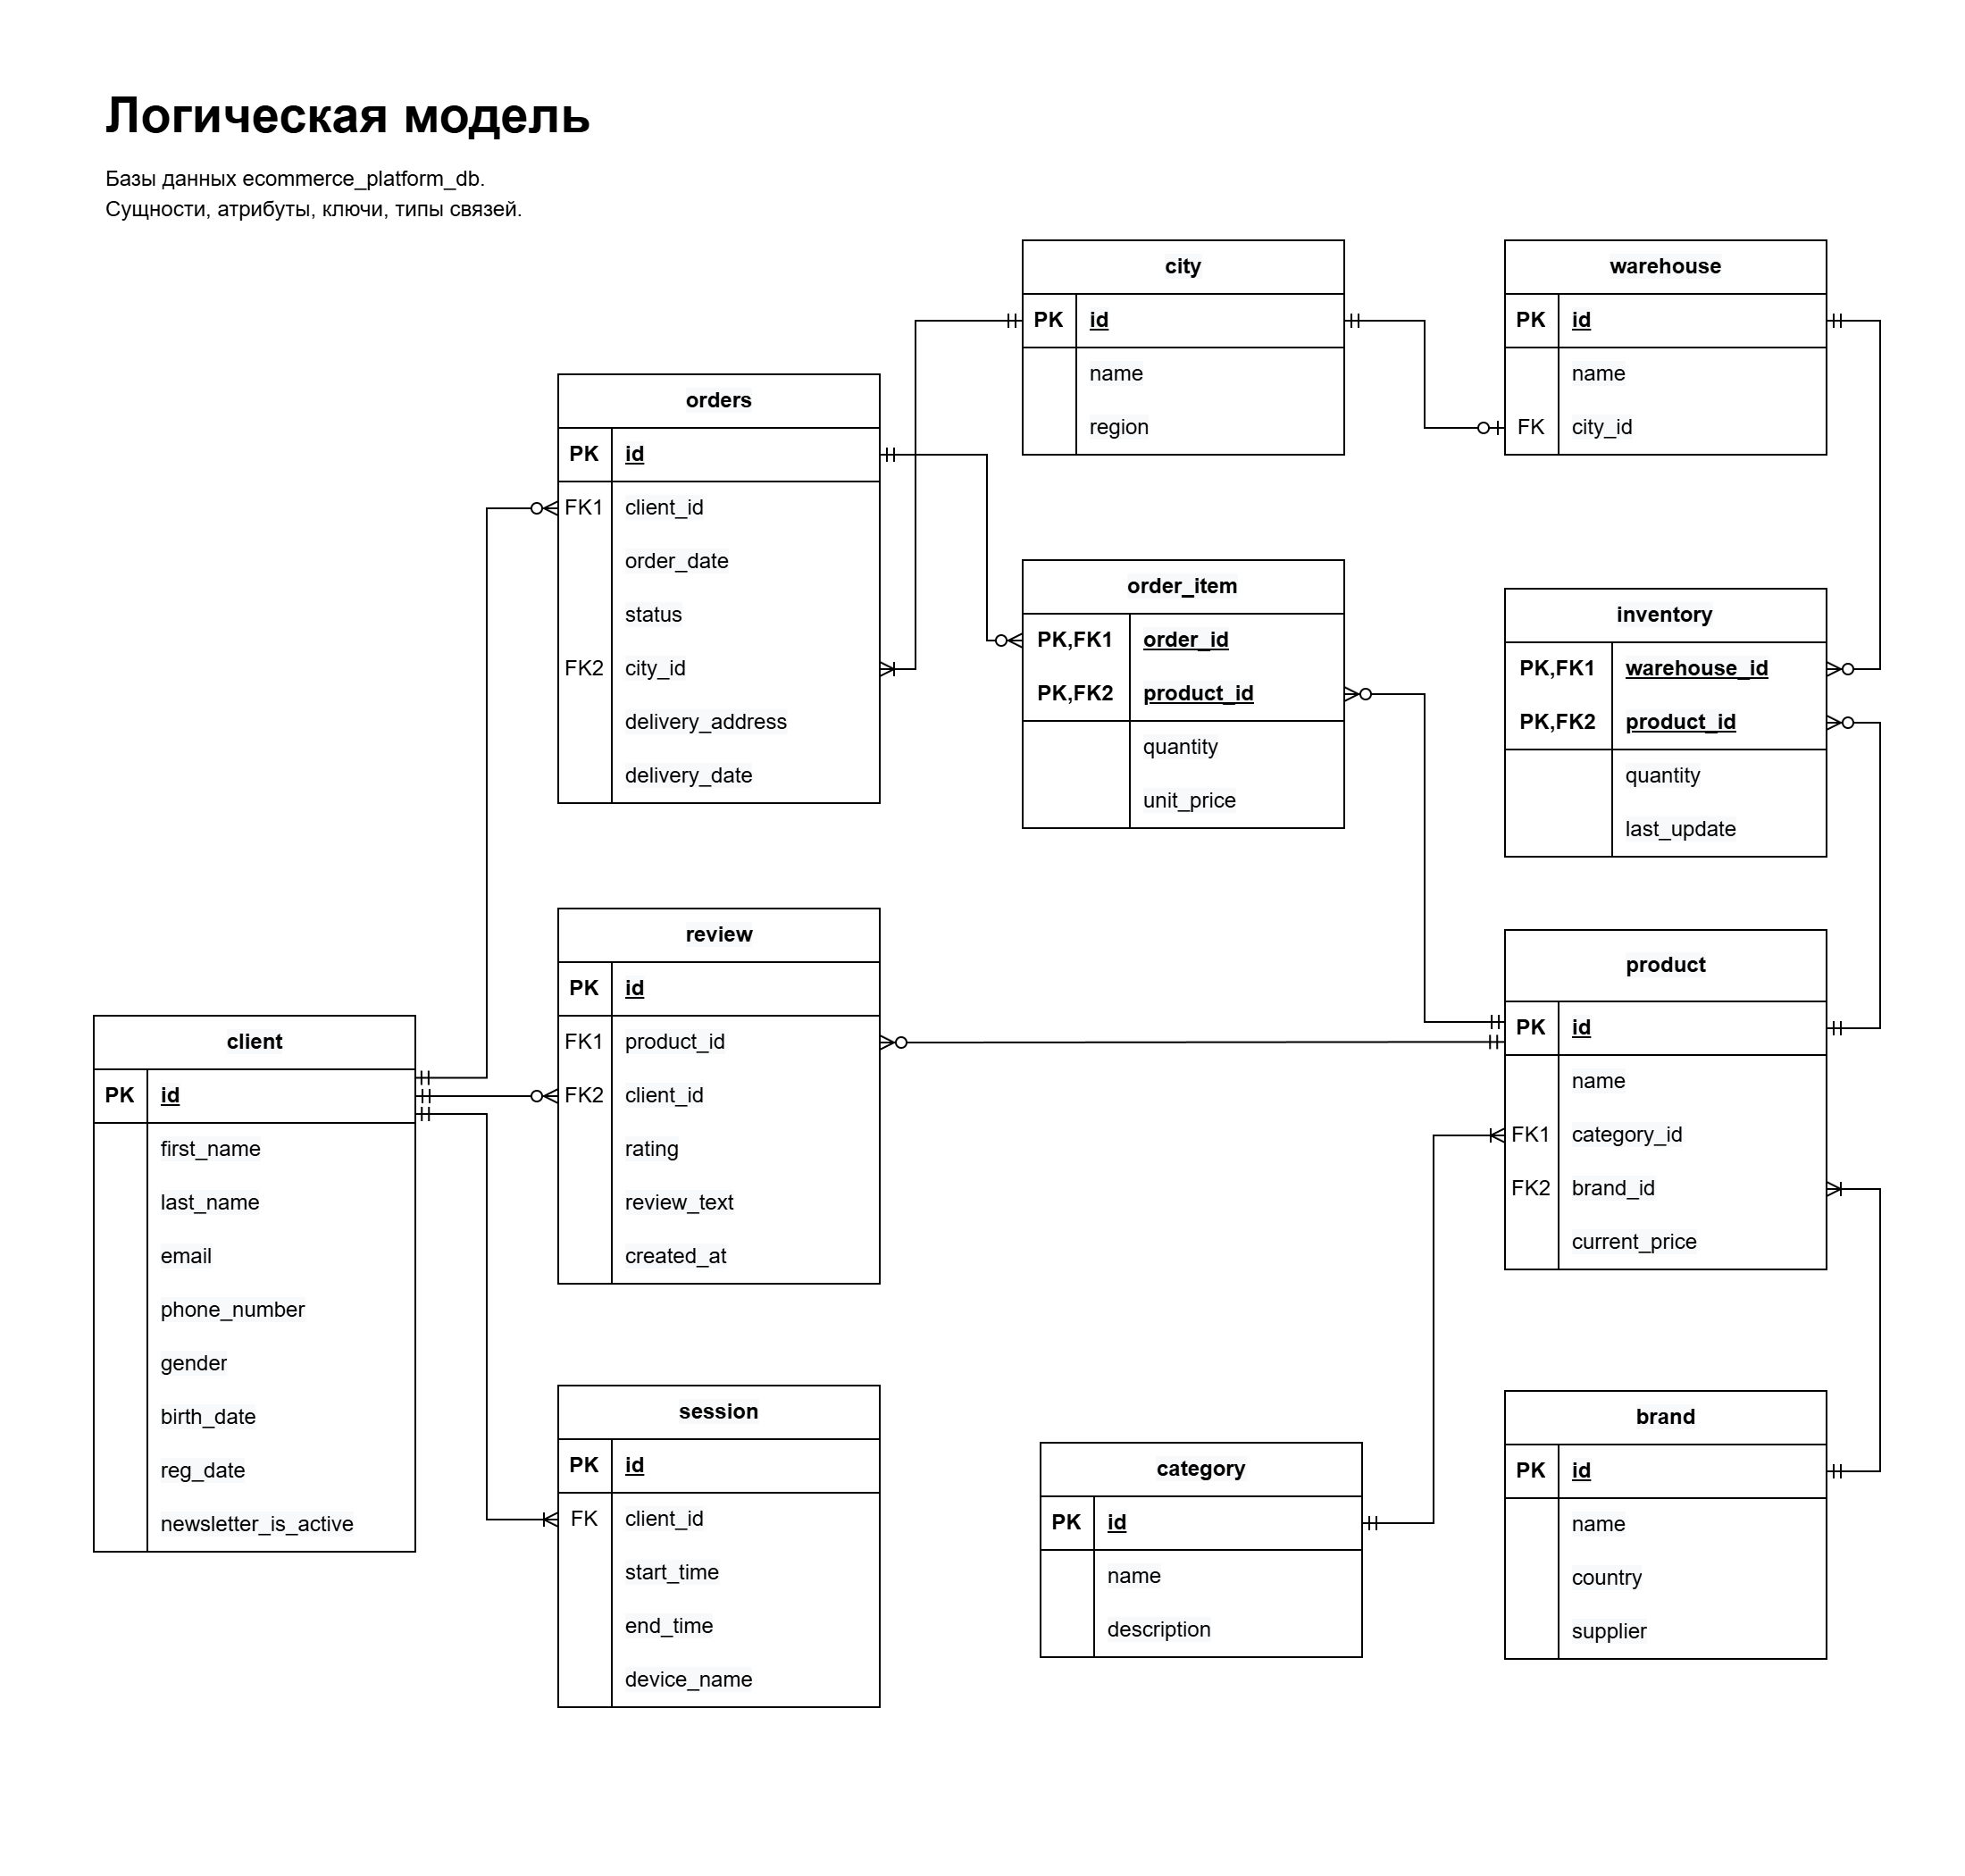 Логическая модель
Базы данных ecommerce_platform_db.
Сущности, атрибуты, ключи, типы связей.
city
PK id
name
region
warehouse
PK id
name
FK city_id
orders
PK id
FK1 client_id
order_date
status
FK2 city_id
delivery_address
delivery_date
order_item
PK,FK1 order_id
PK,FK2 product_id
quantity
unit_price
inventory
PK,FK1 warehouse_id
PK,FK2 product_id
quantity
last_update
review
PK id
FK1 product_id
FK2 client_id
rating
review_text
created_at
product
PK id
name
FK1 category_id
FK2 brand_id
current_price
client
PK id
first_name
last_name
email
phone_number
gender
birth_date
reg_date
newsletter_is_active
session
PK id
FK client_id
start_time
end_time
device_name
category
PK id
name
description
brand
PK id
name
country
supplier